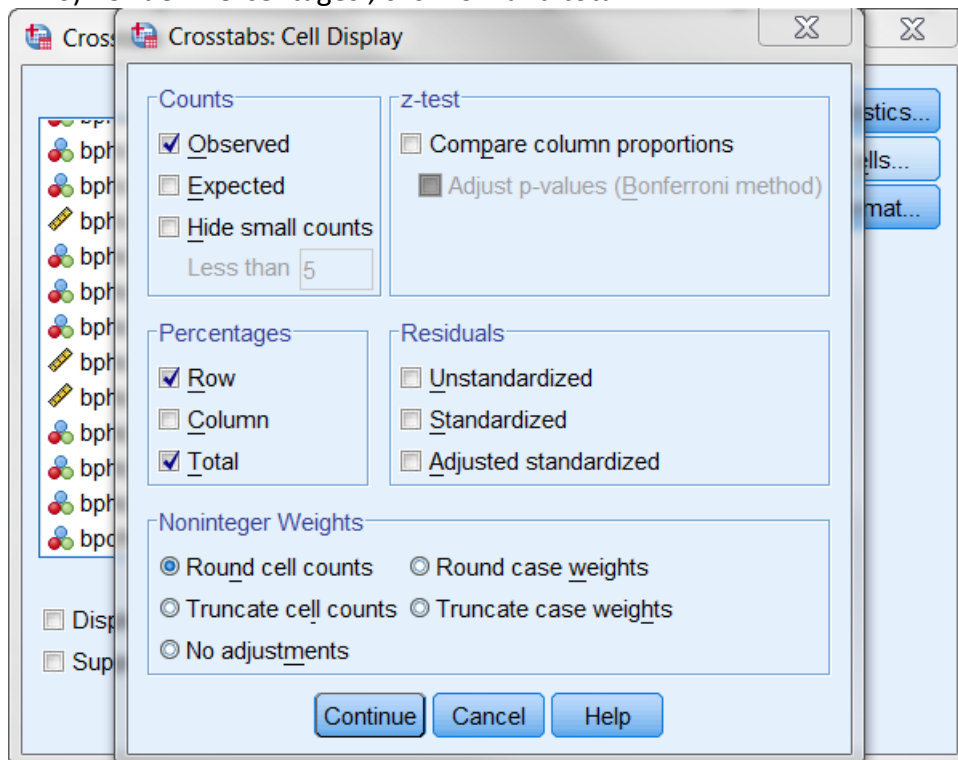 Crosstabs: Cell Display
Counts
Observed
Expected
Hide small counts
Less than 5
z-test
Compare column proportions
Adjust p-values (Bonferroni method)
Percentages
Row
Column
Total
Residuals
Unstandardized
Standardized
Adjusted standardized
Noninteger Weights
Round cell counts Round case weights
Truncate cell counts Truncate case weights
No adjustments
Continue Cancel Help